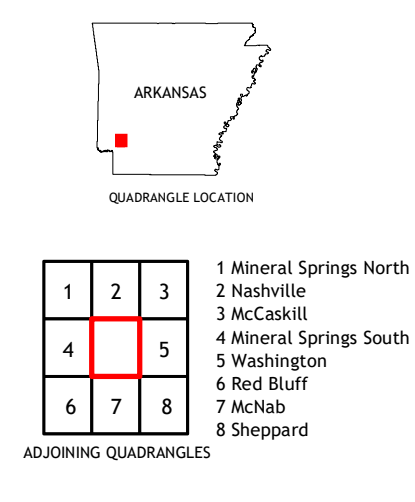 ARKANSAS
QUADRANGLE LOCATION
1 2 3
4 5
6 7 8
ADJOINING QUADRANGLES
1 Mineral Springs North
2 Nashville
3 McCaskill
4 Mineral Springs South
5 Washington
6 Red Bluff
7 McNab
8 Sheppard